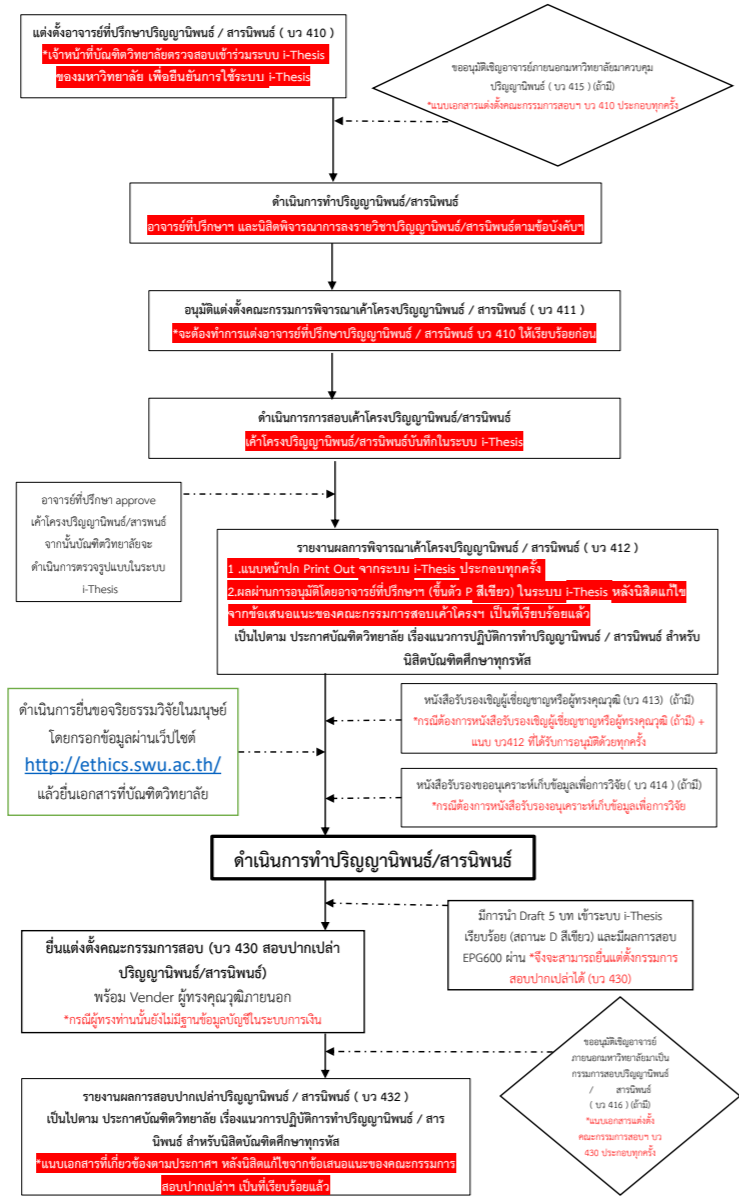 แต่งตั้งอาจารย์ที่ปรึกษาปริญญานิพนธ์ / สารนิพนธ์ ( บว 410 )
*เจ้าหน้าที่บัณฑิตวิทยาลัยตรวจสอบเข้าร่วมระบบ i-Thesis
ของมหาวิทยาลัย เพื่อยืนยันการใช้ระบบ i-Thesis
ขออนุมัติเชิญอาจารย์ภายนอกมหาวิทยาลัยมาควบคุม
ปริญญานิพนธ์ ( บว 415 ) (ถ้ามี)
*แนบเอกสารแต่งตั้งคณะกรรมการสอบฯ บว 410 ประกอบทุกครั้ง
ดำเนินการทำปริญญานิพนธ์/สารนิพนธ์
อาจารย์ที่ปรึกษาฯ และนิสิตพิจารณาการลงรายวิชาปริญญานิพนธ์/สารนิพนธ์ตามข้อบังคับฯ
อนุมัติแต่งตั้งคณะกรรมการพิจารณาเค้าโครงปริญญานิพนธ์ / สารนิพนธ์ ( บว 411 )
*จะต้องทำการแต่งอาจารย์ที่ปรึกษาปริญญานิพนธ์ / สารนิพนธ์ บว 410 ให้เรียบร้อยก่อน
ดำเนินการการสอบเค้าโครงปริญญานิพนธ์/สารนิพนธ์
เค้าโครงปริญญานิพนธ์/สารนิพนธ์บันทึกในระบบ i-Thesis
อาจารย์ที่ปรึกษา approve
เค้าโครงปริญญานิพนธ์/สารพนธ์
จากนั้นบัณฑิตวิทยาลัยจะ
ดำเนินการตรวจรูปแบบในระบบ
i-Thesis
รายงานผลการพิจารณาเค้าโครงปริญญานิพนธ์ / สารนิพนธ์ ( บว 412 )
1 .แนบหน้าปก Print Out จากระบบ i-Thesis ประกอบทุกครั้ง
2.ผลผ่านการอนุมัติโดยอาจารย์ที่ปรึกษาฯ (ขึ้นตัว P สีเขียว) ในระบบ i-Thesis หลังนิสิตแก้ไข
จากข้อเสนอแนะของคณะกรรมการสอบเค้าโครงฯ เป็นที่เรียบร้อยแล้ว
เป็นไปตาม ประกาศบัณฑิตวิทยาลัย เรื่องแนวการปฏิบัติการทำปริญญานิพนธ์ / สารนิพนธ์ สำหรับ
นิสิตบัณฑิตศึกษาทุกรหัส
ดำเนินการยื่นขอจริยธรรมวิจัยในมนุษย์
โดยกรอกข้อมูลผ่านเว็ปไซต์
http://ethics.swu.ac.th/
แล้วยื่นเอกสารที่บัณฑิตวิทยาลัย
หนังสือรับรองเชิญผู้เชี่ยญชาญหรือผู้ทรงคุณวุฒิ (บว 413) (ถ้ามี)
*กรณีต้องการหนังสือรับรองเชิญผู้เชี่ยญชาญหรือผู้ทรงคุณวุฒิ (ถ้ามี) +
แนบ บว412 ที่ได้รับการอนุมัติด้วยทุกครั้ง
หนังสือรับรองขออนุเคราะห์เก็บข้อมูลเพื่อการวิจัย ( บว 414 ) (ถ้ามี)
*กรณีต้องการหนังสือรับรองอนุเคราะห์เก็บข้อมูลเพื่อการวิจัย
ดำเนินการทำปริญญานิพนธ์/สารนิพนธ์
มีการนำ Draft 5 บท เข้าระบบ i-Thesis
เรียบร้อย (สถานะ D สีเขียว) และมีผลการสอบ
EPG600 ผ่าน *จึงจะสามารถยื่นแต่ตั้งกรรมการ
สอบปากเปล่าได้ (บว 430)
ยื่นแต่งตั้งคณะกรรมการสอบ (บว 430 สอบปากเปล่า
ปริญญานิพนธ์/สารนิพนธ์)
พร้อม Vender ผู้ทรงคุณวุฒิภายนอก
*กรณีผู้ทรงท่านนั้นยังไม่มีฐานข้อมูลบัญชีในระบบการเงิน
ขออนุมัติเชิญอาจารย์
ภายนอกมหาวิทยาลัยมาเป็น
กรรมการสอบปริญญานิพนธ์
/ สารนิพนธ์
( บว 416 ) (ถ้ามี)
*แนบเอกสารแต่งตั้ง
คณะกรรมการสอบฯ บว
430 ประกอบทุกครั้ง
รายงานผลการสอบปากเปล่าปริญญานิพนธ์ / สารนิพนธ์ ( บว 432 )
เป็นไปตาม ประกาศบัณฑิตวิทยาลัย เรื่องแนวการปฏิบัติการทำปริญญานิพนธ์ / สาร
นิพนธ์ สำหรับนิสิตบัณฑิตศึกษาทุกรหัส
*แนบเอกสารที่เกี่ยวข้องตามประกาศฯ หลังนิสิตแก้ไขจากข้อเสนอแนะของคณะกรรมการ
สอบปากเปล่าฯ เป็นที่เรียบร้อยแล้ว